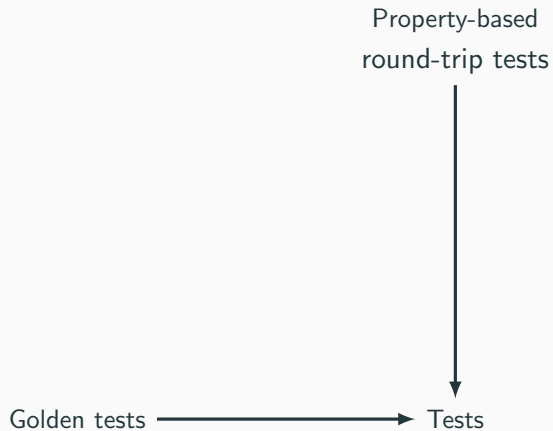 Property-based
round-trip tests
Golden tests
Tests